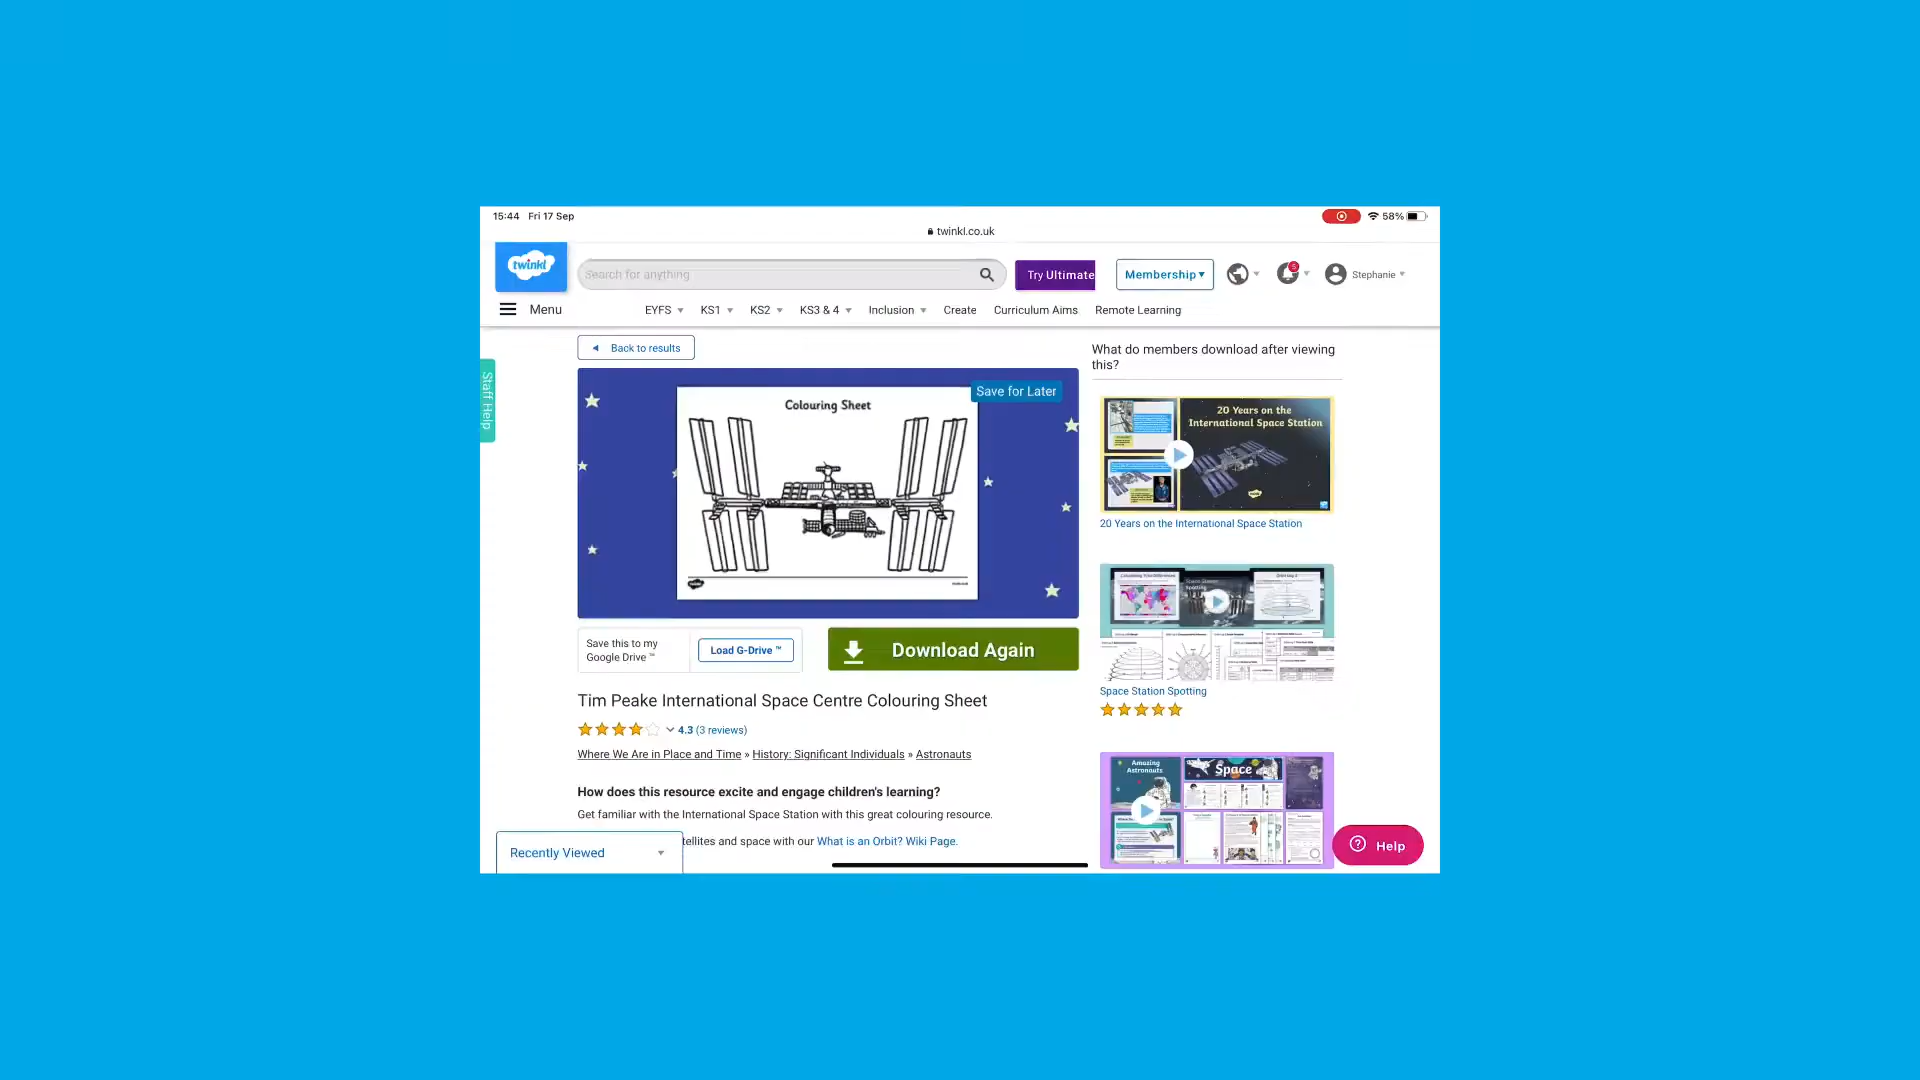 15:44 Fri 17 Sep
58%
twinkl.co.uk
twinkl
Search for anything
Try Ultimate
Membership
5
Stephanie
Menu
EYFS KS1 KS2 KS3 & 4 Inclusion Create Curriculum Aims Remote Learning
Staff Help
Back to results
Save for Later
Colouring Sheet
twinkl
Save this to my
Google Drive ™
Load G-Drive ™
Download Again
Tim Peake International Space Centre Colouring Sheet
4.3 (3 reviews)
Where We Are in Place and Time » History: Significant Individuals » Astronauts
How does this resource excite and engage children's learning?
Get familiar with the International Space Station with this great colouring resource.
tellites and space with our What is an Orbit? Wiki Page.
Recently Viewed
What do members download after viewing
this?
20 Years on the
International Space Station
20 Years on the International Space Station
Space Station
Spotting
Space Station Spotting
Amazing
Astronauts
Space
Help